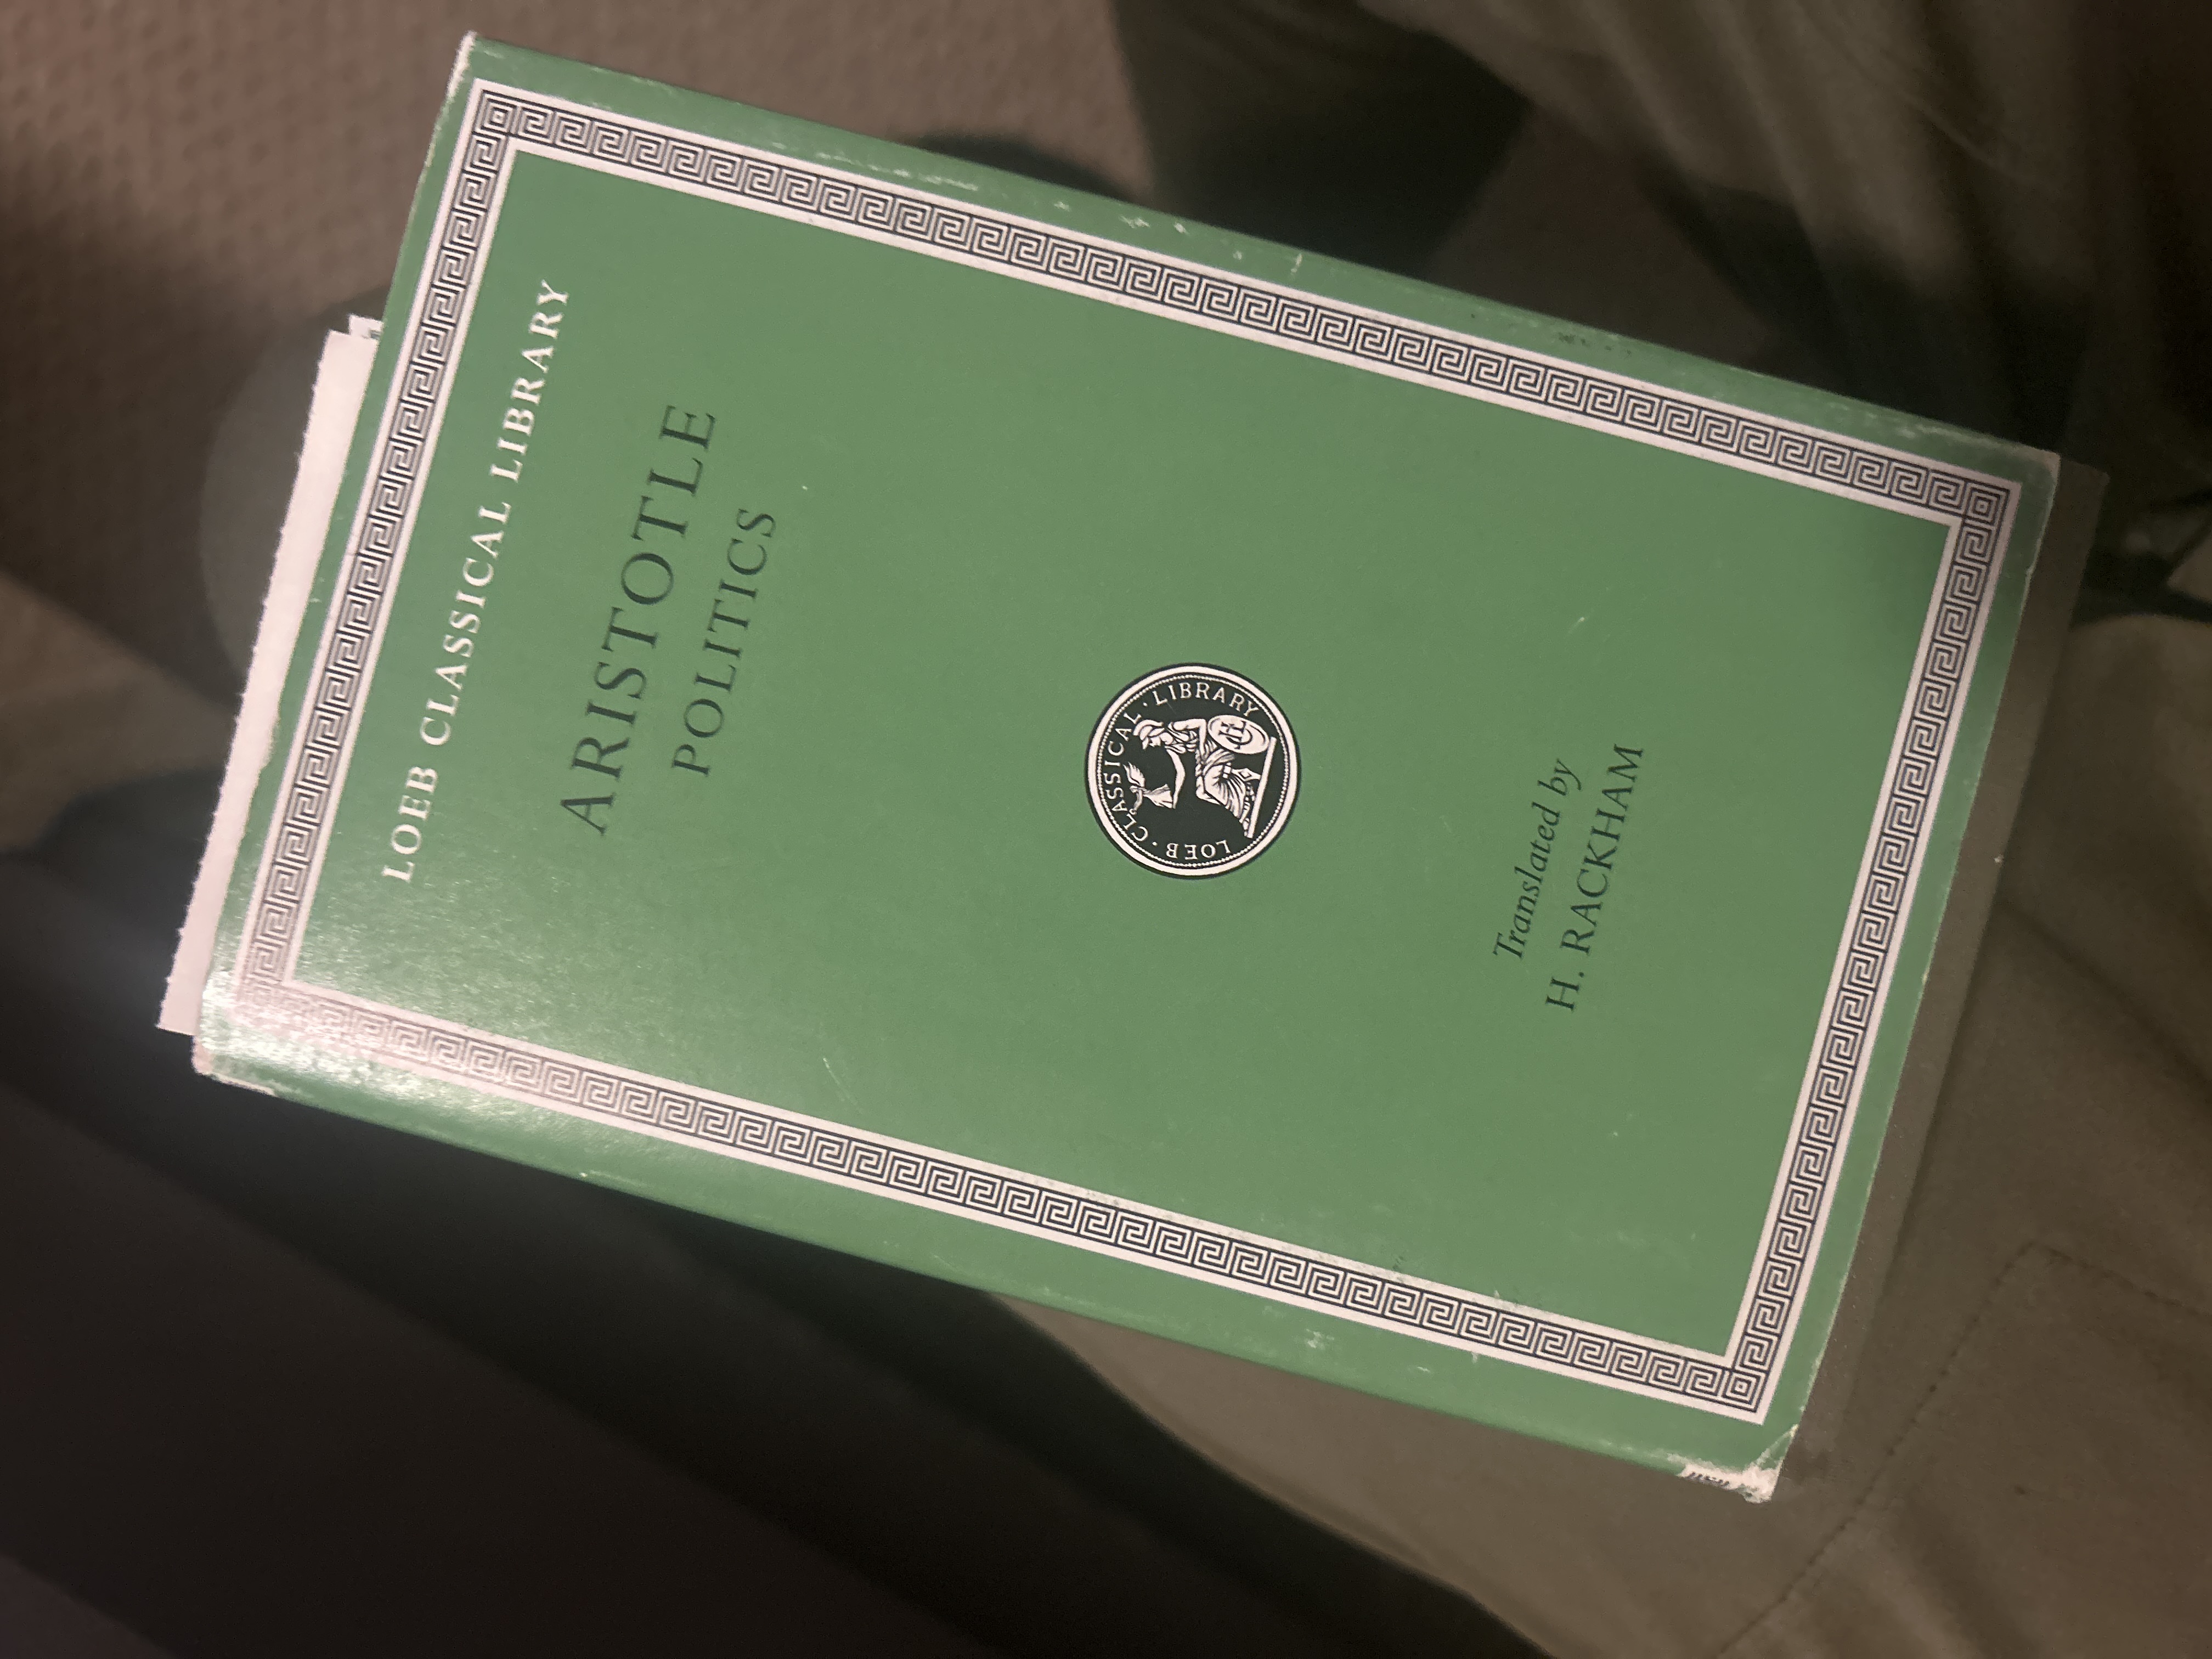 LOEB CLASSICAL LIBRARY
ARISTOTLE
POLITICS
LOEB · CLASSICAL · LIBRARY
Translated by
H. RACKHAM